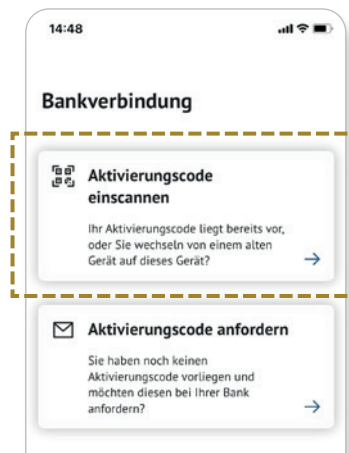 14:48
Bankverbindung
Aktivierungscode
einscannen
Ihr Aktivierungscode liegt bereits vor,
oder Sie wechseln von einem alten
Gerät auf dieses Gerät?
Aktivierungscode anfordern
Sie haben noch keinen
Aktivierungscode vorliegen und
möchten diesen bei Ihrer Bank
anfordern?